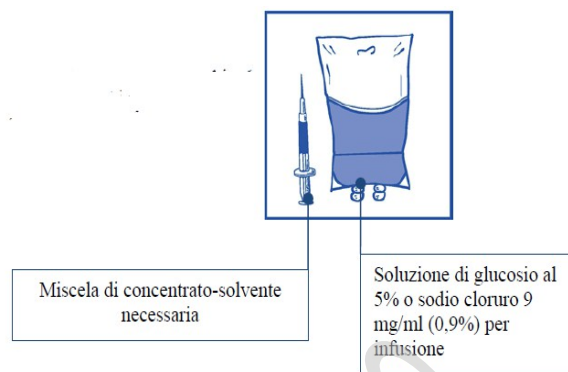 Miscela di concentrato-solvente
necessaria
Soluzione di glucosio al
5% o sodio cloruro 9
mg/ml (0,9%) per
infusione